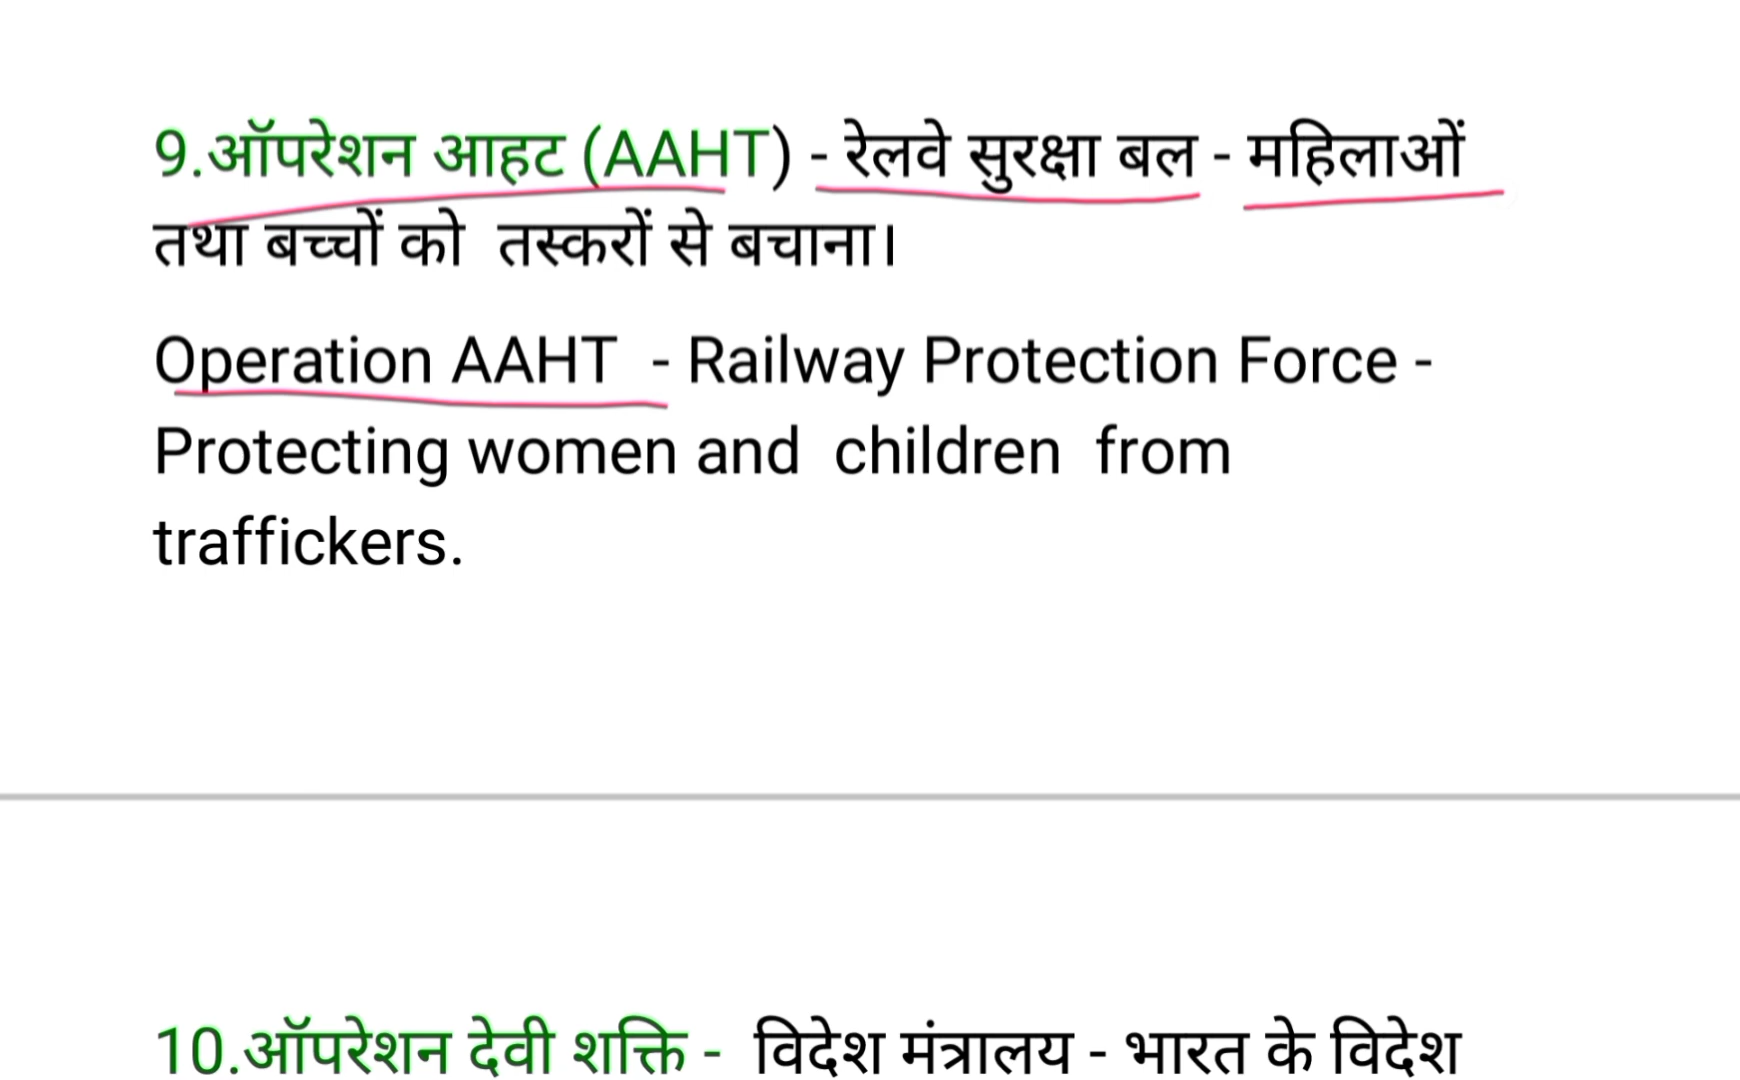 9.ऑपरेशन आहट (AAHT) - रेलवे सुरक्षा बल - महिलाओं
तथा बच्चों को तस्करों से बचाना।
Operation AAHT - Railway Protection Force -
Protecting women and children from
traffickers.
10.ऑपरेशन देवी शक्ति - विदेश मंत्रालय - भारत के विदेश